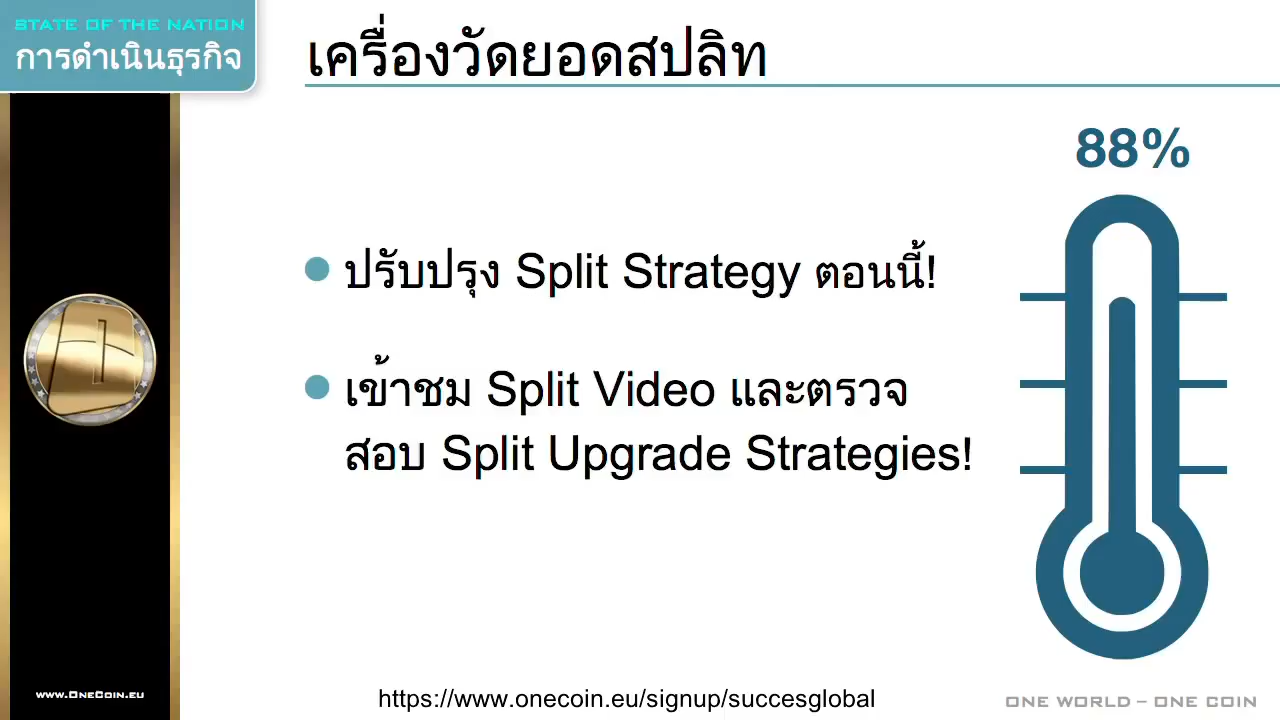 STATE OF THE NATION
การดำเนินธุรกิจ
เครื่องวัดยอดสปลิท
88%
ปรับปรุง Split Strategy ตอนนี้!
เข้าชม Split Video และตรวจ
สอบ Split Upgrade Strategies!
www.OneCoin.eu
https://www.onecoin.eu/signup/succesglobal
ONE WORLD – ONE COIN